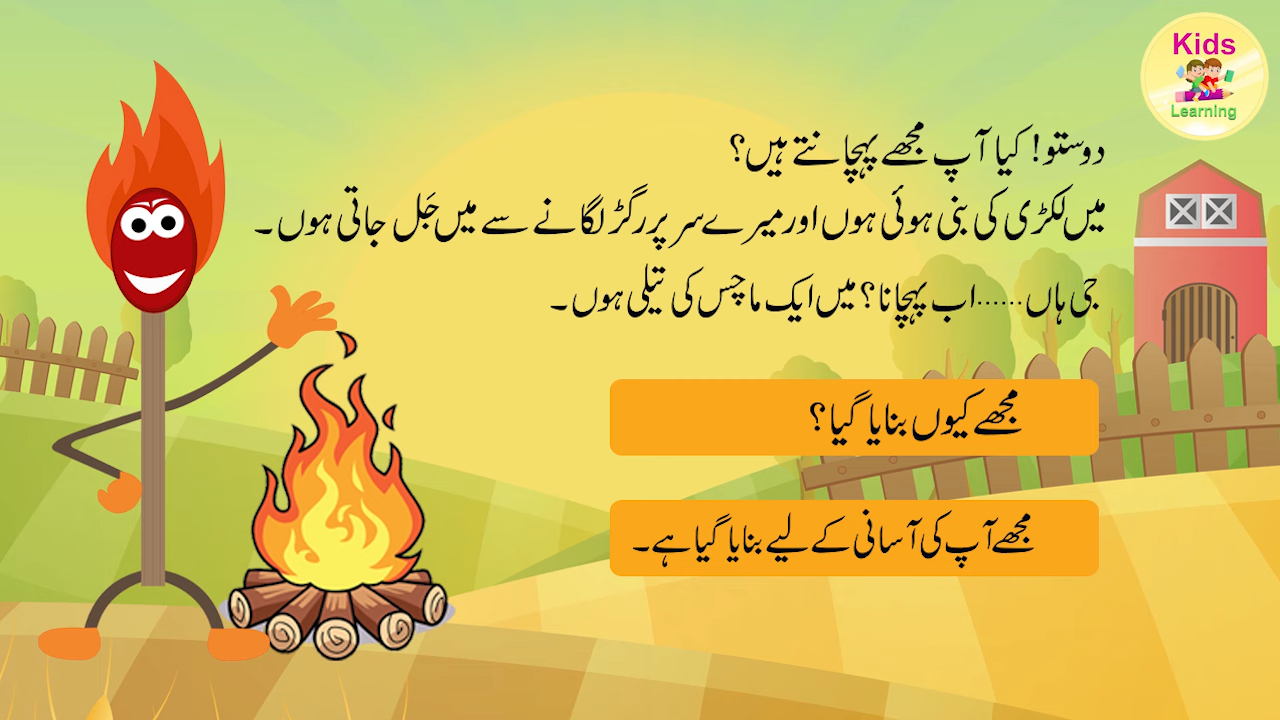 Kids
Learning
دوستو! کیا آپ مجھے پہچانتے ہیں؟
میں لکڑی کی بنی ہوئی ہوں اور میرے سر پر رگڑ لگانے سے میں جَل جاتی ہوں۔
جی ہاں ......اب پہچانا؟ میں ایک ماچس کی تیلی ہوں۔
مجھے کیوں بنایا گیا؟
مجھے آپ کی آسانی کے لیے بنایا گیا ہے۔